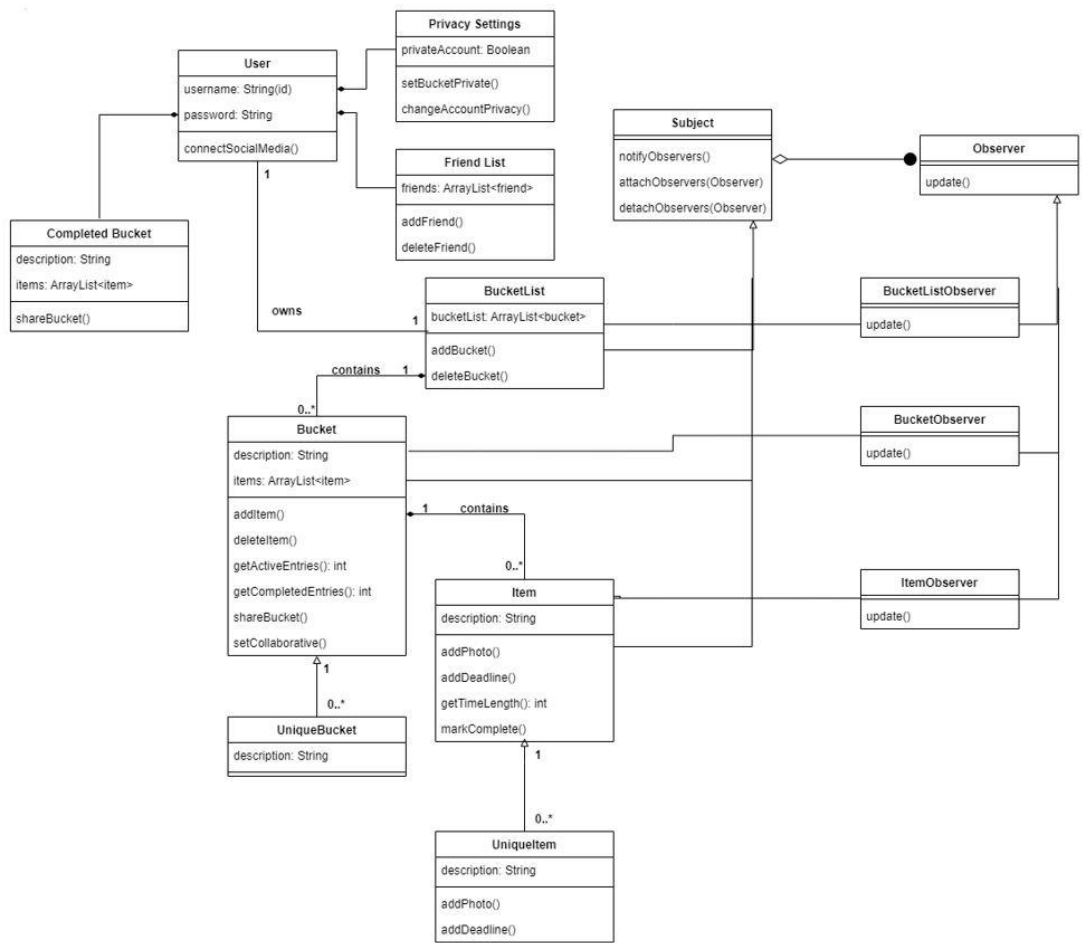 Privacy Settings
privateAccount: Boolean
setBucketPrivate()
changeAccountPrivacy()
User
username: String(id)
password: String
connectSocialMedia()
1
Friend List
friends: ArrayList<friend>
addFriend()
deleteFriend()
Subject
notifyObservers()
attachObservers(Observer)
detachObservers(Observer)
Observer
update()
Completed Bucket
description: String
items: ArrayList<item>
shareBucket()
owns
1
BucketList
bucketList: ArrayList<bucket>
addBucket()
deleteBucket()
BucketListObserver
update()
contains
1
0..*
Bucket
description: String
items: ArrayList<item>
addItem()
deleteItem()
getActiveEntries(): int
getCompletedEntries(): int
shareBucket()
setCollaborative()
BucketObserver
update()
1
contains
0..*
Item
description: String
addPhoto()
addDeadline()
getTimeLength(): int
markComplete()
ItemObserver
update()
1
0..*
UniqueBucket
description: String
1
0..*
UniqueItem
description: String
addPhoto()
addDeadline()